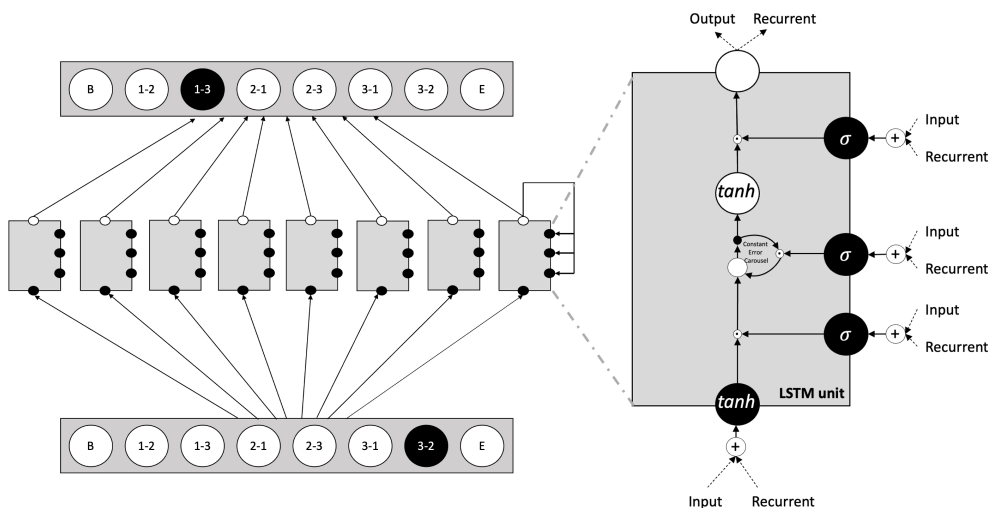 Output Recurrent
B 1-2 1-3 2-1 2-3 3-1 3-2 E
Input
σ +
Recurrent
tanh
Constant
Error
Carousel
Input
σ +
Recurrent
Input
σ +
Recurrent
LSTM unit
tanh
+
B 1-2 1-3 2-1 2-3 3-1 3-2 E
Input Recurrent